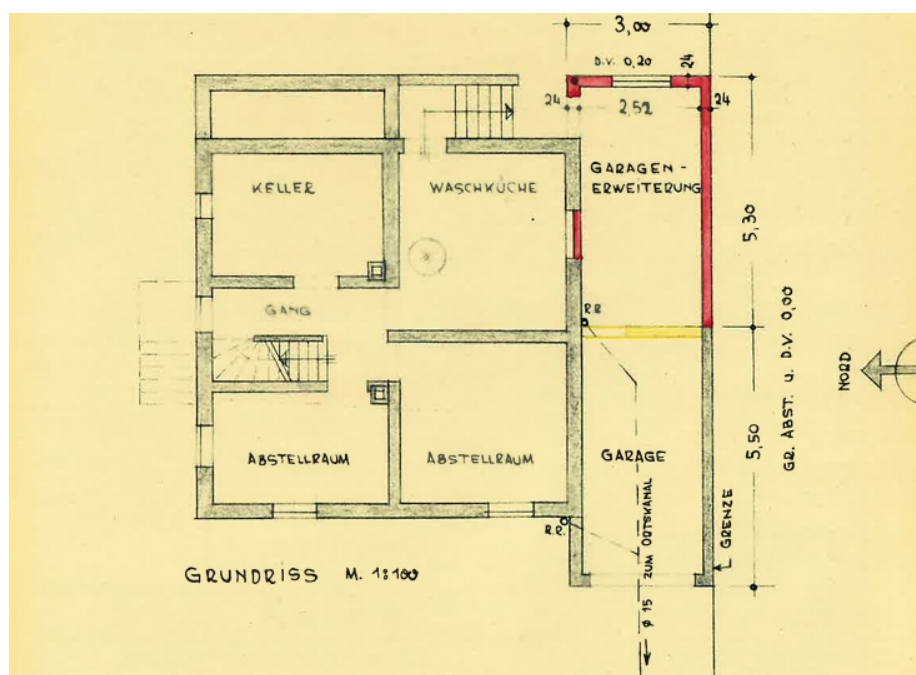 3,00
D.V. 0,20
24
24
2,52
24
KELLER
WASCHKÜCHE
GARAGEN-
ERWEITERUNG
5,30
GANG
RR
GR. ABST. u. D.V. 0,00
NORD
ABSTELLRAUM
ABSTELLRAUM
GARAGE
5,50
R.R.
GRENZE
ø 15 ZUM ORTSKANAL
GRUNDRISS M. 1:100